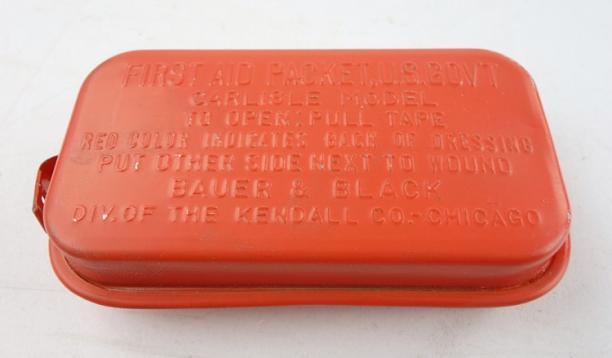 FIRST AID PACKET, U.S. GOV'T
CARLISLE MODEL
TO OPEN: PULL TAPE
RED COLOR INDICATES BACK OF DRESSING
PUT OTHER SIDE NEXT TO WOUND
BAUER & BLACK
DIV. OF THE KENDALL CO.-CHICAGO